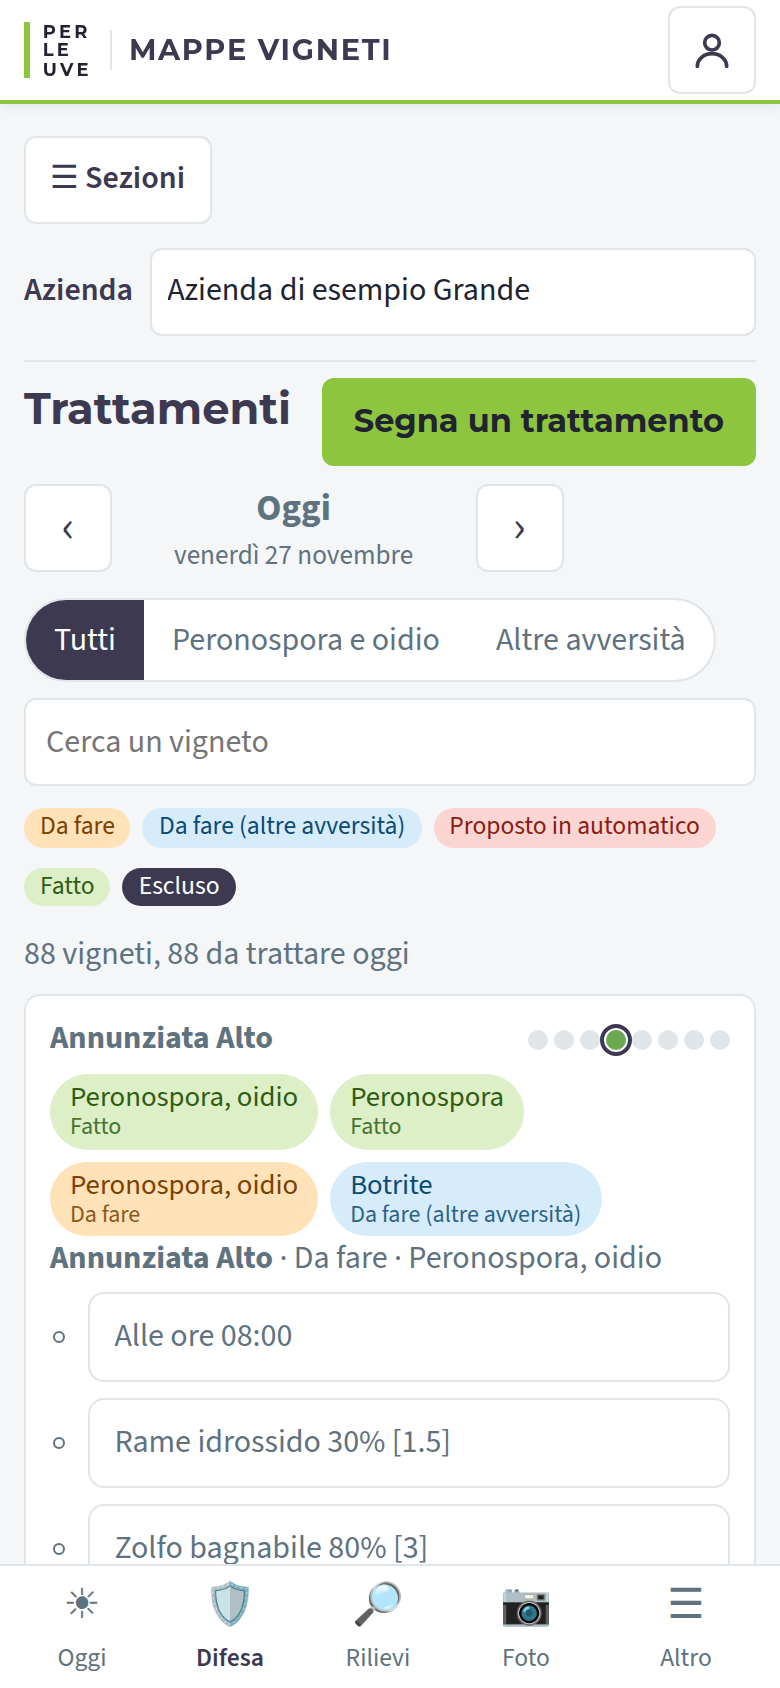 PER
LE
UVE
MAPPE VIGNETI
☰ Sezioni
Azienda
Azienda di esempio Grande
Trattamenti
Segna un trattamento
‹
Oggi
venerdì 27 novembre
›
Tutti
Peronospora e oidio
Altre avversità
Cerca un vigneto
Da fare
Da fare (altre avversità)
Proposto in automatico
Fatto
Escluso
88 vigneti, 88 da trattare oggi
Annunziata Alto
Peronospora, oidio
Fatto
Peronospora
Fatto
Peronospora, oidio
Da fare
Botrite
Da fare (altre avversità)
Annunziata Alto · Da fare · Peronospora, oidio
Alle ore 08:00
Rame idrossido 30% [1.5]
Zolfo bagnabile 80% [3]
Oggi
Difesa
Rilievi
Foto
Altro